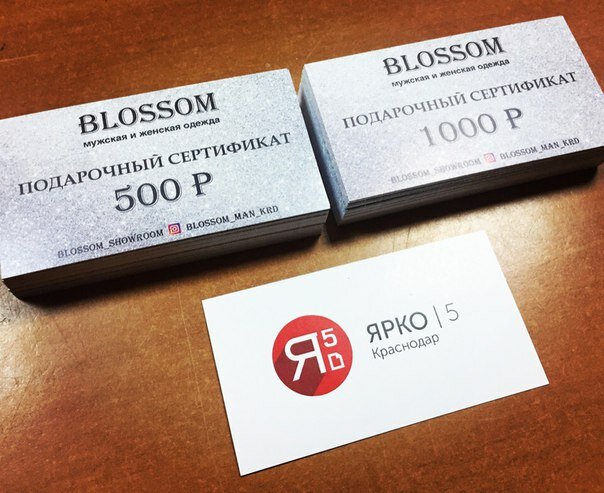 BLOSSOM
мужская и женская одежда
ПОДАРОЧНЫЙ СЕРТИФИКАТ
500 ₽
BLOSSOM_SHOWROOM BLOSSOM_MAN_KRD
BLOSSOM
мужская и женская одежда
ПОДАРОЧНЫЙ СЕРТИФИКАТ
1000 ₽
BLOSSOM_SHOWROOM BLOSSOM_MAN_KRD
Я5
ЯРКО | 5
Краснодар